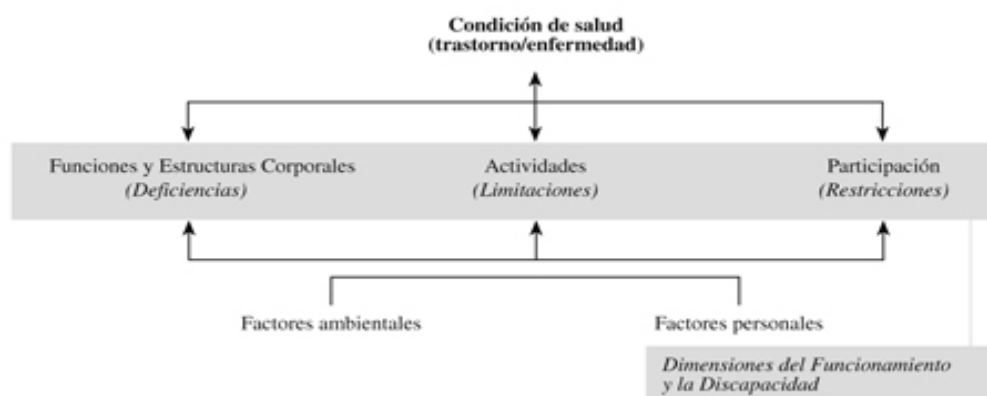 Condición de salud
(trastorno/enfermedad)
Funciones y Estructuras Corporales
(Deficiencias)
Actividades
(Limitaciones)
Participación
(Restricciones)
Factores ambientales
Factores personales
Dimensiones del Funcionamiento
y la Discapacidad